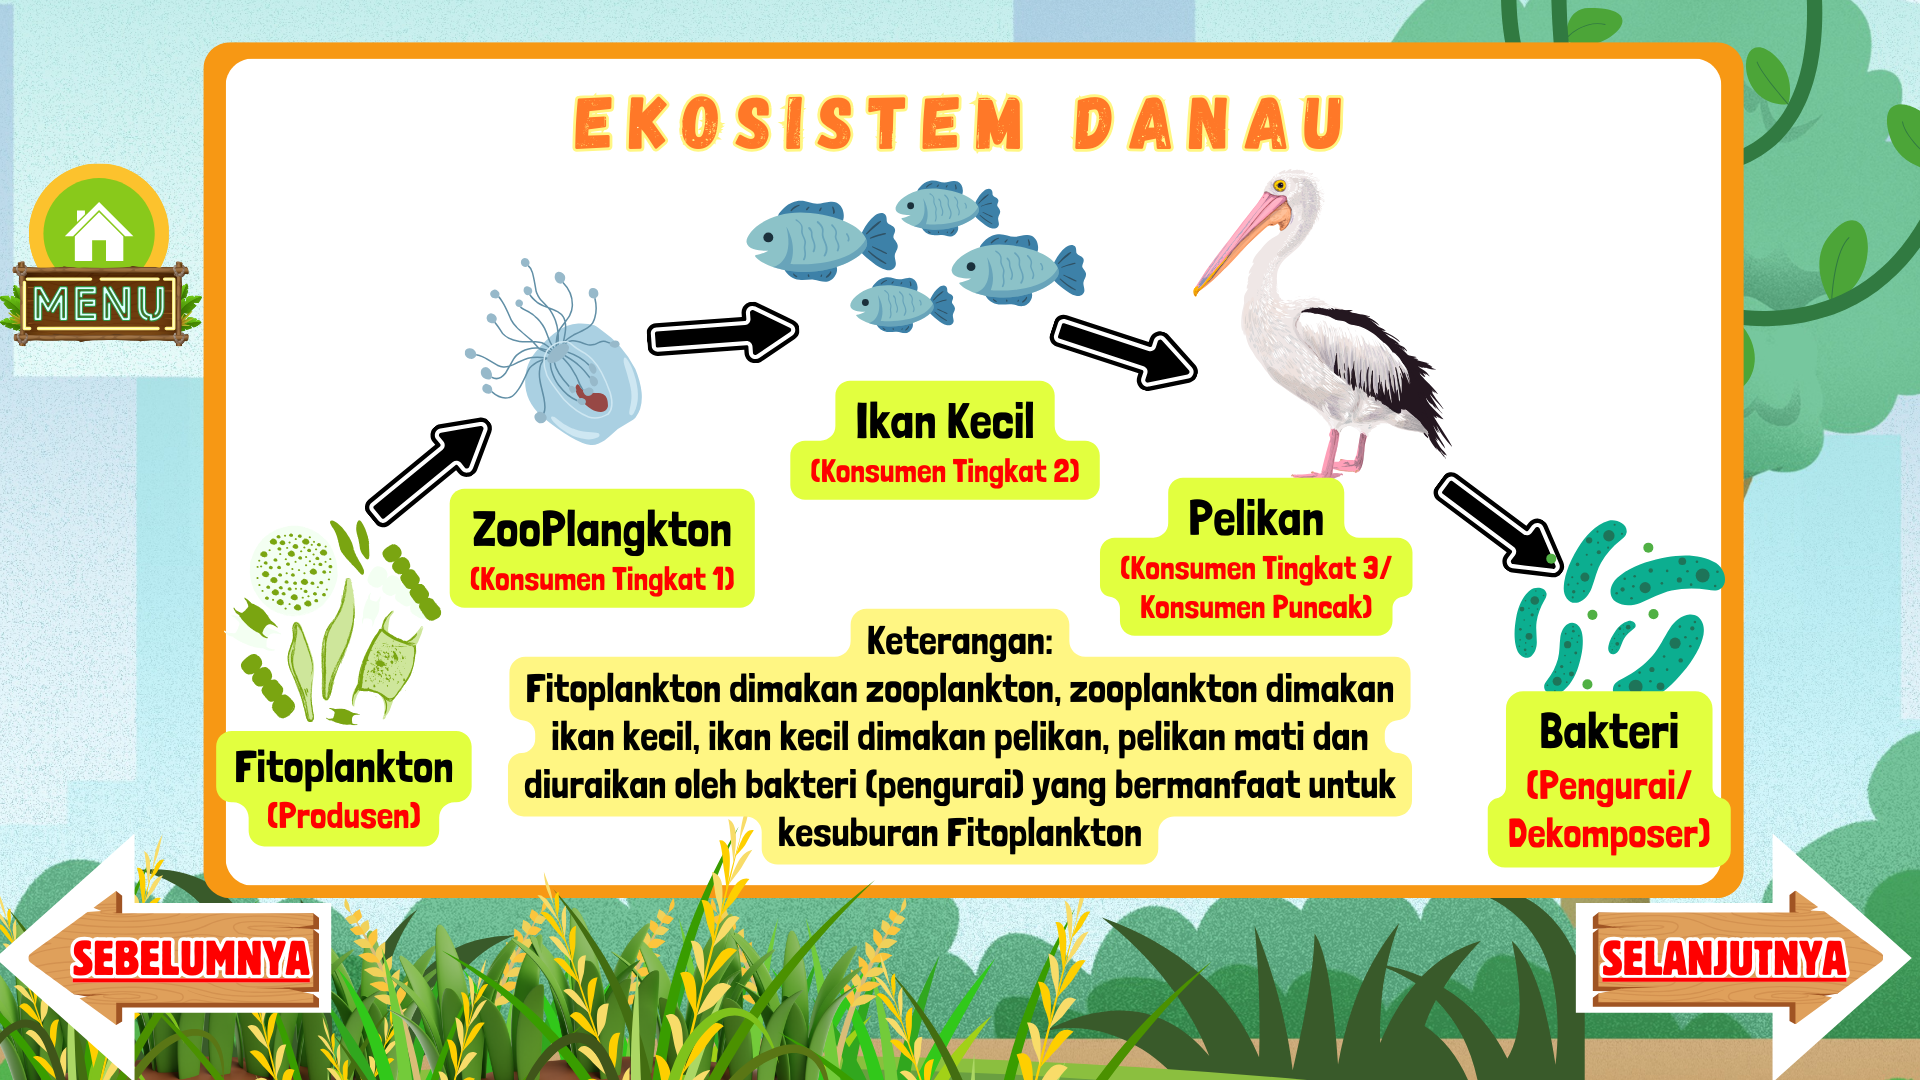 EKOSISTEM DANAU
MENU
Ikan Kecil
(Konsumen Tingkat 2)
ZooPlangkton
(Konsumen Tingkat 1)
Pelikan
(Konsumen Tingkat 3/
Konsumen Puncak)
Fitoplankton
(Produsen)
Keterangan:
Fitoplankton dimakan zooplankton, zooplankton dimakan
ikan kecil, ikan kecil dimakan pelikan, pelikan mati dan
diuraikan oleh bakteri (pengurai) yang bermanfaat untuk
kesuburan Fitoplankton
Bakteri
(Pengurai/
Dekomposer)
SEBELUMNYA
SELANJUTNYA